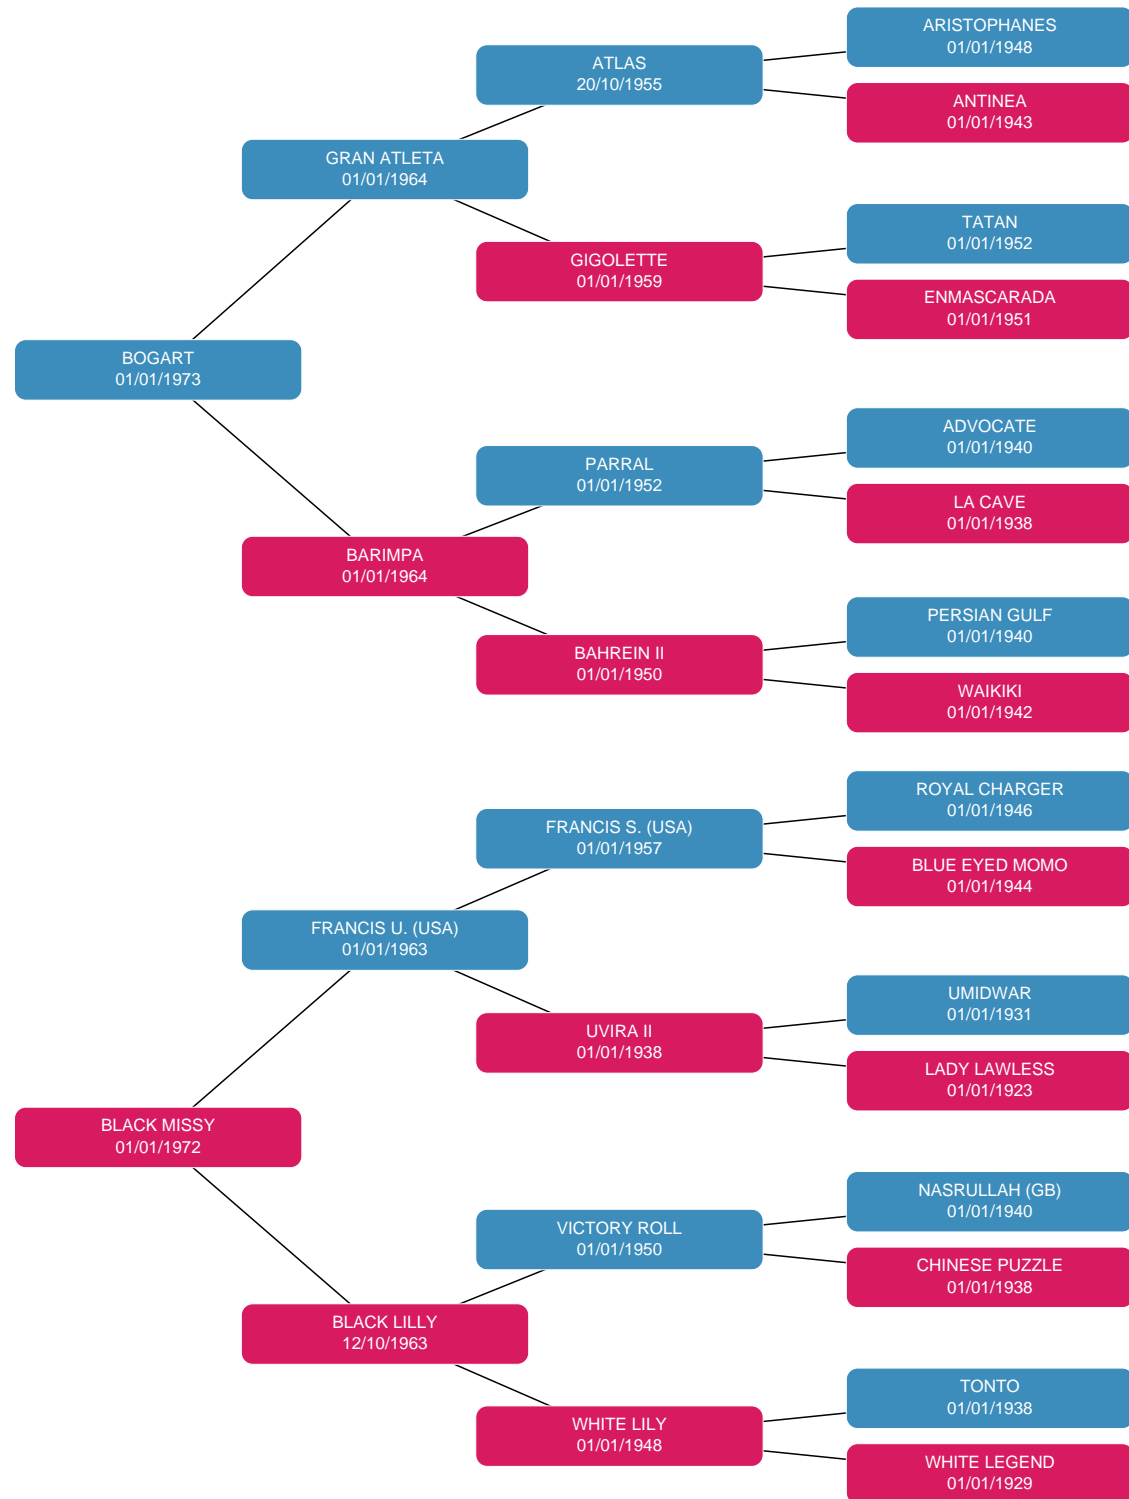 ARISTOPHANES
01/01/1948
ATLAS
20/10/1955
ANTINEA
01/01/1943
GRAN ATLETA
01/01/1964
TATAN
01/01/1952
GIGOLETTE
01/01/1959
ENMASCARADA
01/01/1951
BOGART
01/01/1973
ADVOCATE
01/01/1940
PARRAL
01/01/1952
LA CAVE
01/01/1938
BARIMPA
01/01/1964
PERSIAN GULF
01/01/1940
BAHREIN II
01/01/1950
WAIKIKI
01/01/1942
ROYAL CHARGER
01/01/1946
FRANCIS S. (USA)
01/01/1957
BLUE EYED MOMO
01/01/1944
FRANCIS U. (USA)
01/01/1963
UMIDWAR
01/01/1931
UVIRA II
01/01/1938
LADY LAWLESS
01/01/1923
BLACK MISSY
01/01/1972
NASRULLAH (GB)
01/01/1940
VICTORY ROLL
01/01/1950
CHINESE PUZZLE
01/01/1938
BLACK LILLY
12/10/1963
TONTO
01/01/1938
WHITE LILY
01/01/1948
WHITE LEGEND
01/01/1929